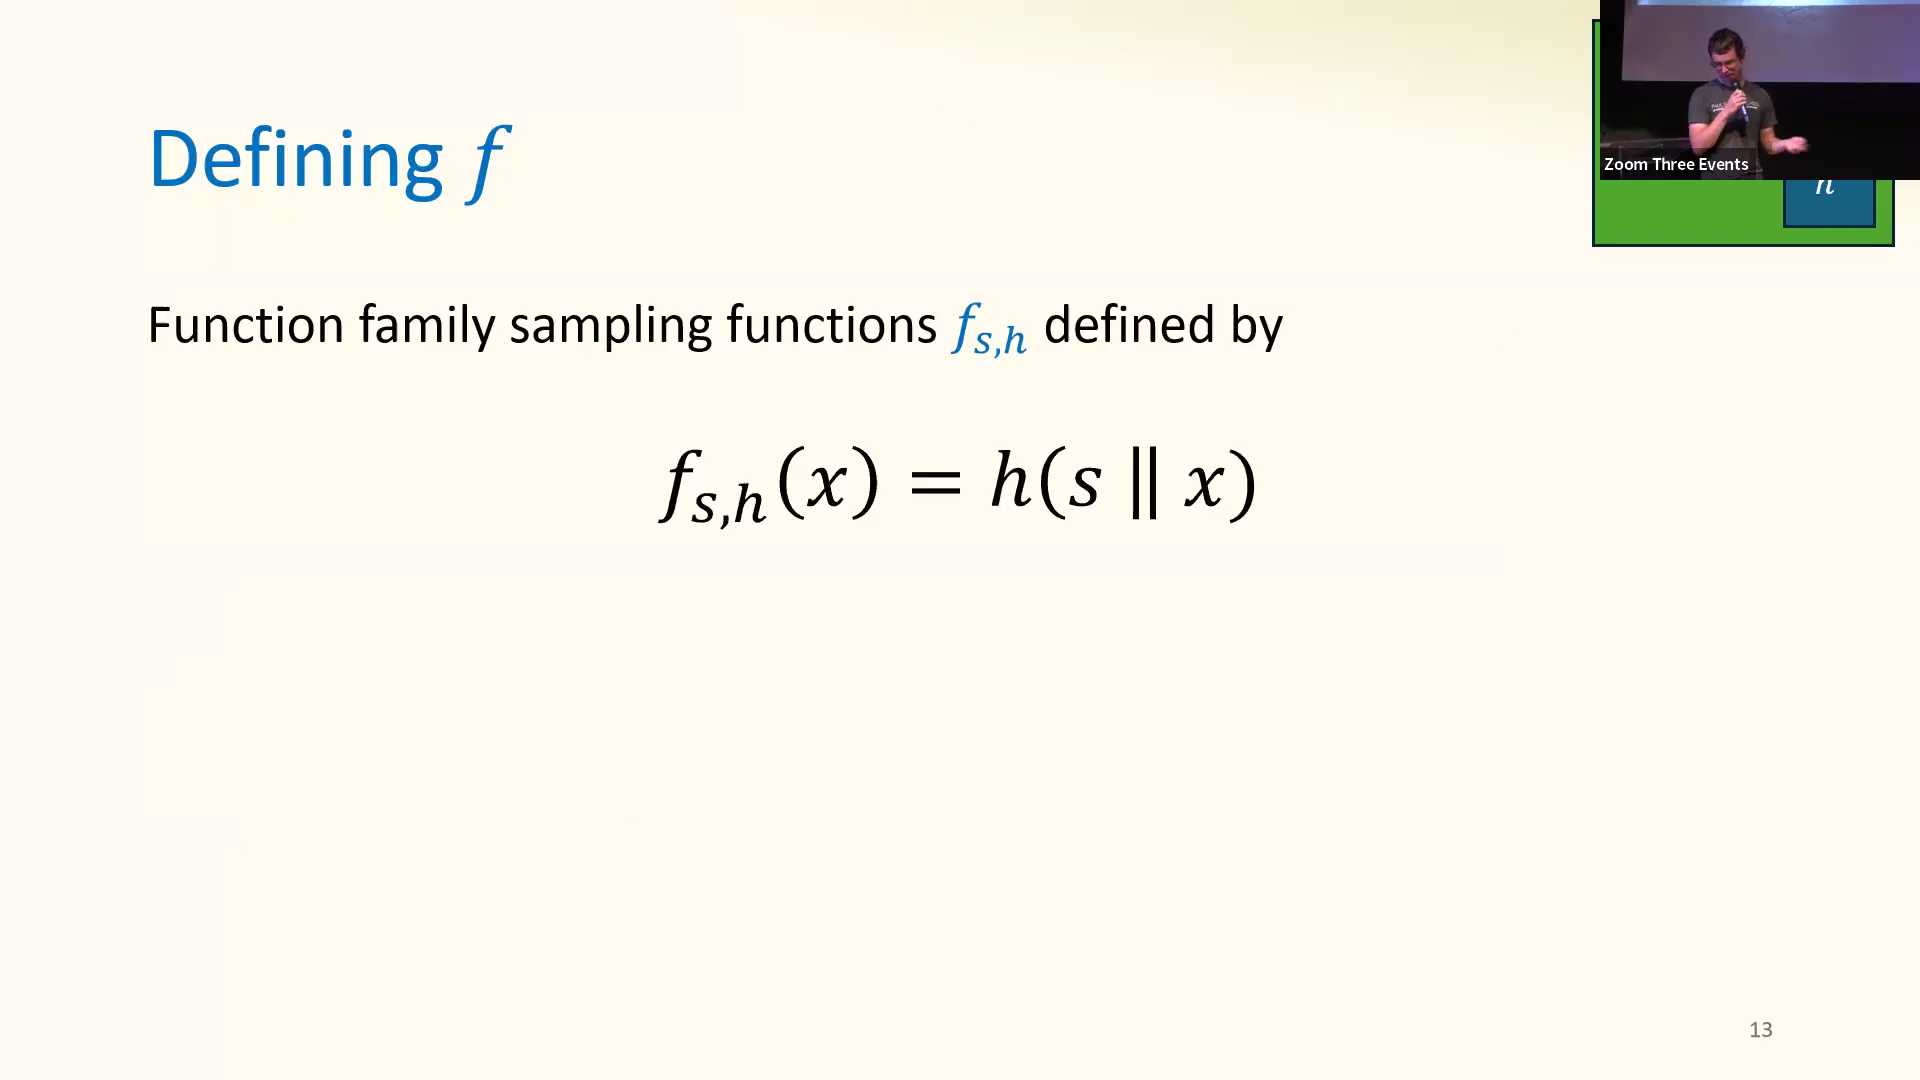 Defining f
Zoom Three Events
h
Function family sampling functions f_{s,h} defined by
f_{s,h}(x) = h(s ∥ x)
13